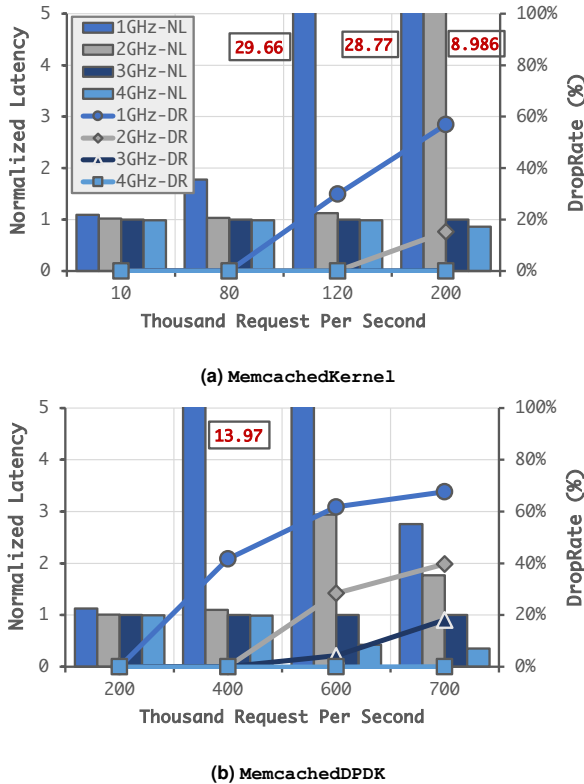 5
4
3
2
1
0
Normalized Latency
1GHz-NL
2GHz-NL
3GHz-NL
4GHz-NL
1GHz-DR
2GHz-DR
3GHz-DR
4GHz-DR
29.66
28.77
8.986
100%
80%
60%
40%
20%
0%
DropRate (%)
10 80 120 200
Thousand Request Per Second
(a) MemcachedKernel
5
4
3
2
1
0
Normalized Latency
13.97
100%
80%
60%
40%
20%
0%
DropRate (%)
200 400 600 700
Thousand Request Per Second
(b) MemcachedDPDK